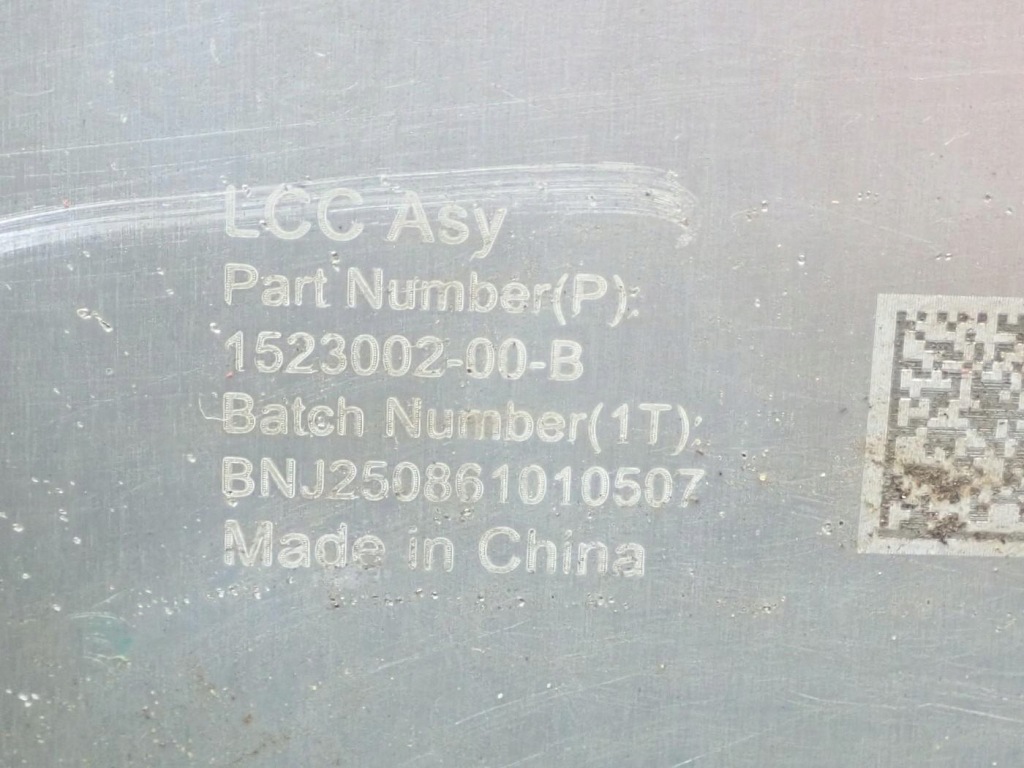 LCC Asy
Part Number(P):
1523002-00-B
Batch Number(1T):
BNJ250861010507
Made in China